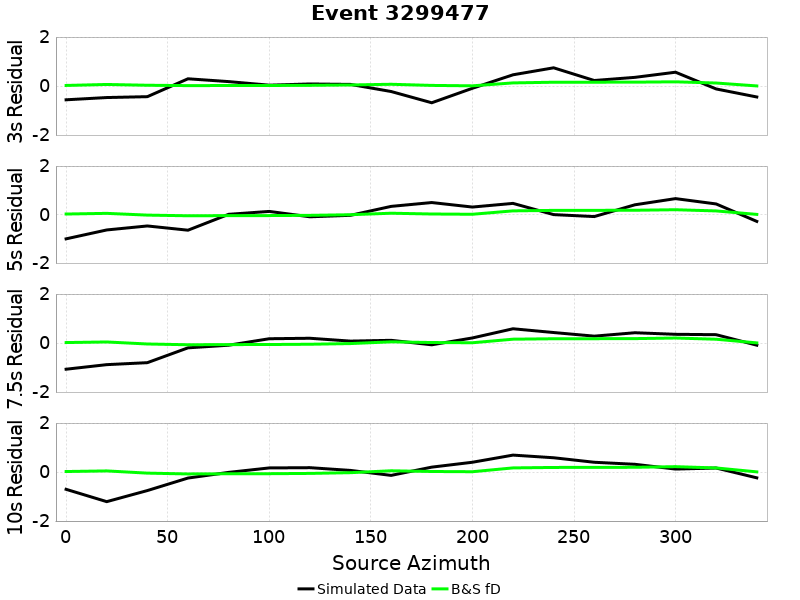 Event 3299477
3s Residual
2
0
-2
5s Residual
2
0
-2
7.5s Residual
2
0
-2
10s Residual
2
0
-2
0 50 100 150 200 250 300
Source Azimuth
Simulated Data B&S fD